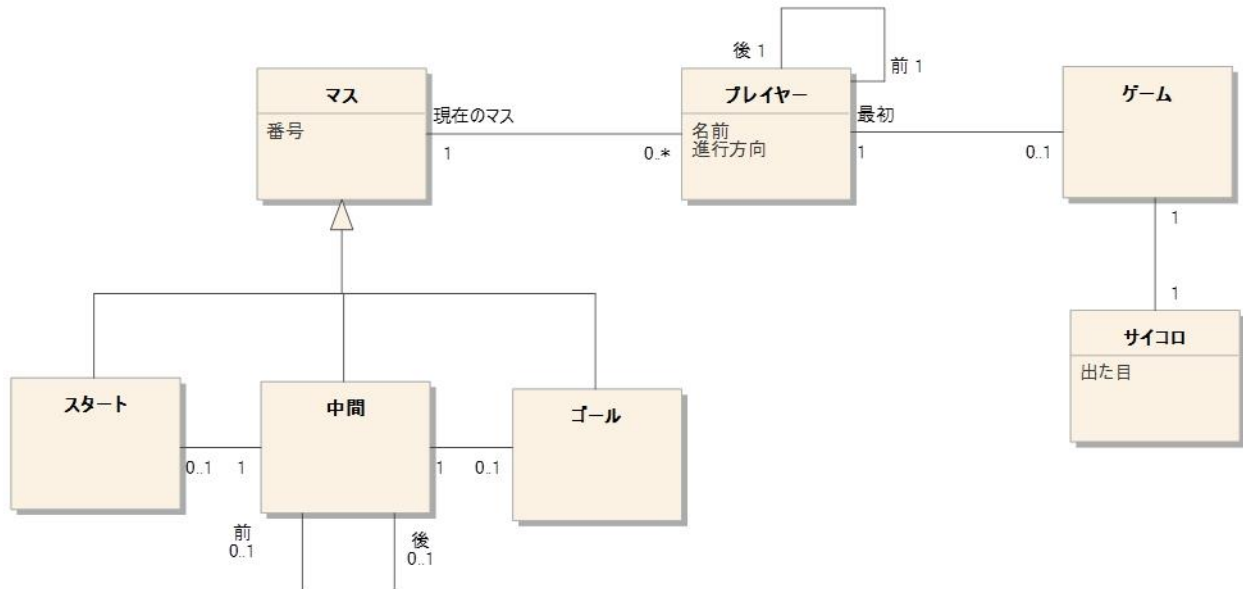 後 1
前 1
マス
番号
現在のマス
1
0..*
プレイヤー
名前
進行方向
最初
1
0..1
ゲーム
1
1
サイコロ
出た目
スタート
0..1
1
中間
1
0..1
ゴール
前
0..1
後
0..1